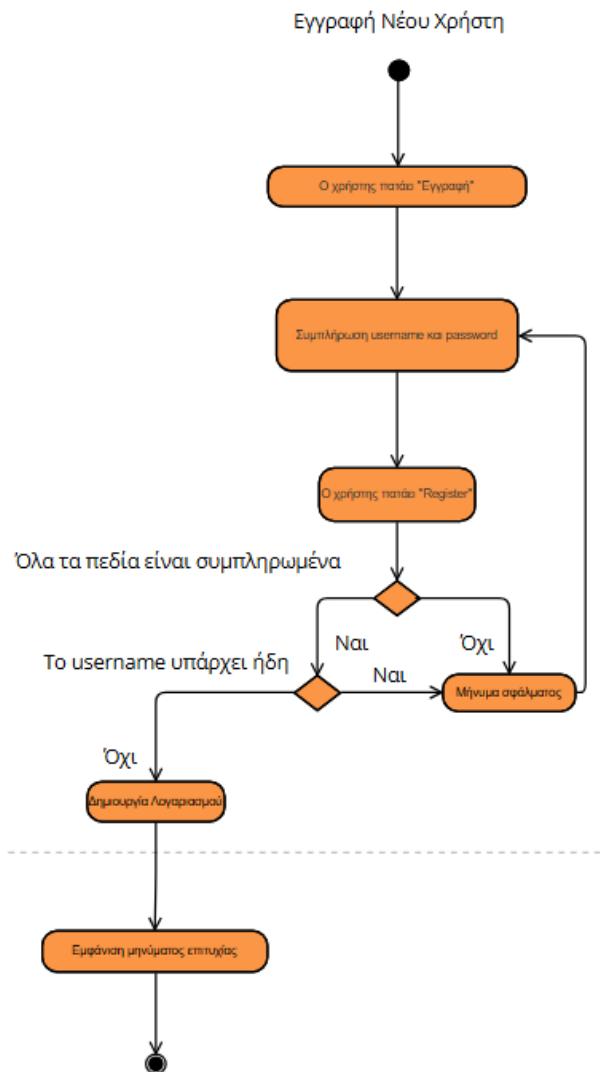 Εγγραφή Νέου Χρήστη
Ο χρήστης πατάει "Εγγραφή"
Συμπλήρωση username και password
Ο χρήστης πατάει "Register"
Όλα τα πεδία είναι συμπληρωμένα
Ναι
Όχι
Το username υπάρχει ήδη
Ναι
Μήνυμα σφάλματος
Όχι
Δημιουργία Λογαριασμού
Εμφάνιση μηνύματος επιτυχίας